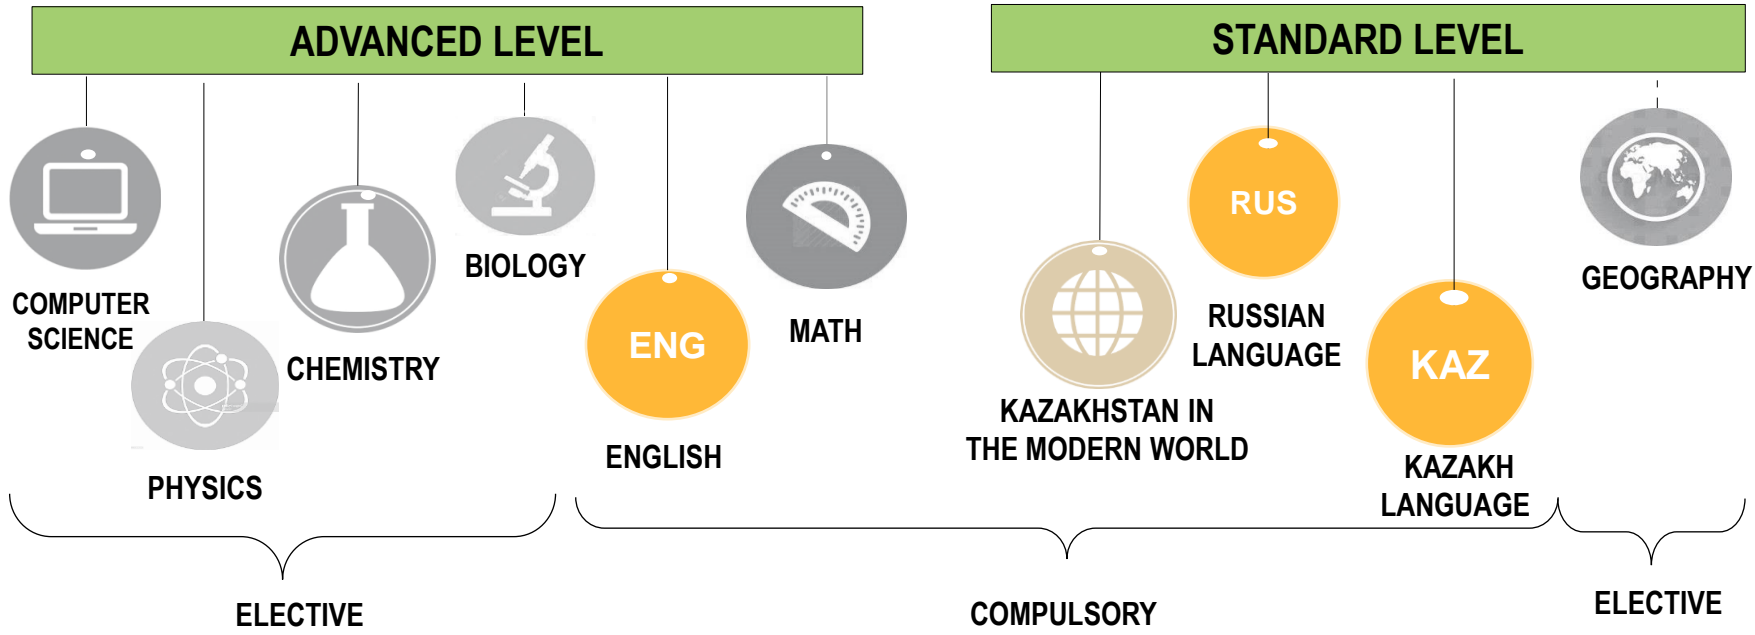 ADVANCED LEVEL
STANDARD LEVEL
COMPUTER
SCIENCE
PHYSICS
CHEMISTRY
BIOLOGY
ENG
ENGLISH
MATH
KAZAKHSTAN IN
THE MODERN WORLD
RUS
RUSSIAN
LANGUAGE
KAZ
KAZAKH
LANGUAGE
GEOGRAPHY
ELECTIVE
COMPULSORY
ELECTIVE